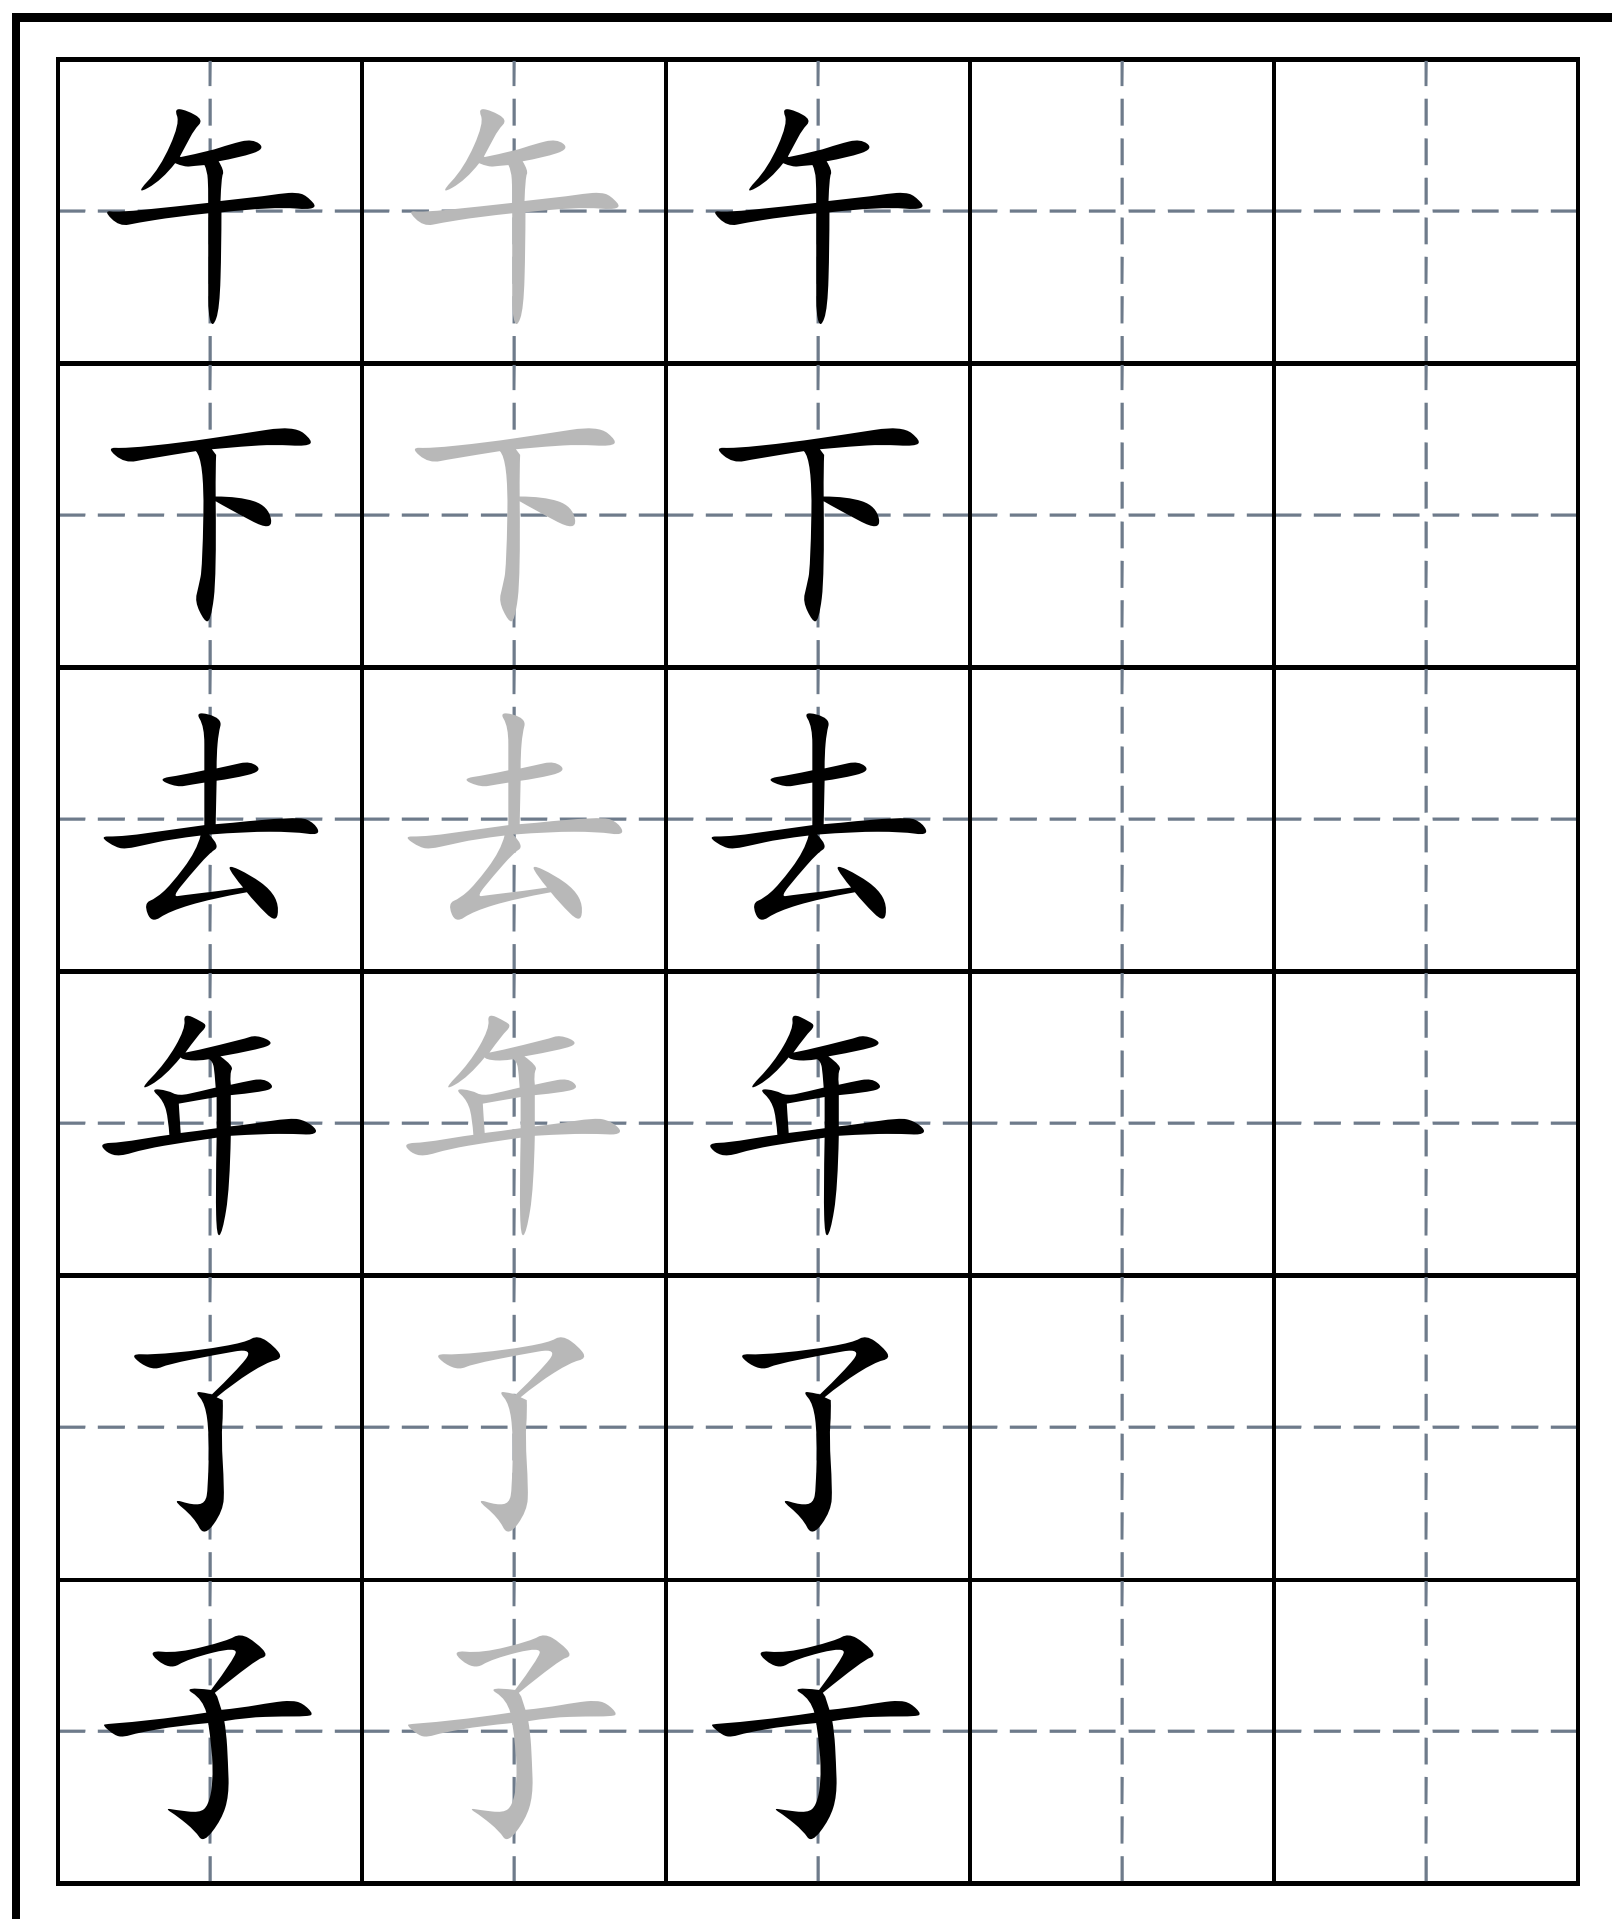 午 午 午
下 下 下
去 去 去
年 年 年
了 了 了
子 子 子